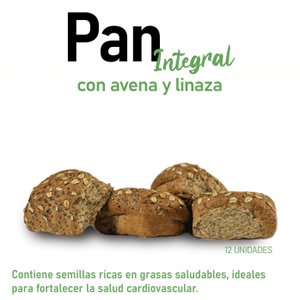 Pan
Integral
con avena y linaza
12 UNIDADES
Contiene semillas ricas en grasas saludables, ideales
para fortalecer la salud cardiovascular.